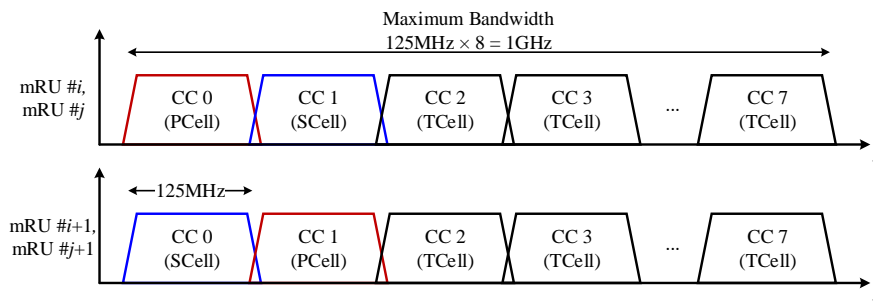 Maximum Bandwidth
125MHz × 8 = 1GHz
mRU #i,
mRU #j
CC 0
(PCell)
CC 1
(SCell)
CC 2
(TCell)
CC 3
(TCell)
...
CC 7
(TCell)
125MHz
mRU #i+1,
mRU #j+1
CC 0
(SCell)
CC 1
(PCell)
CC 2
(TCell)
CC 3
(TCell)
...
CC 7
(TCell)